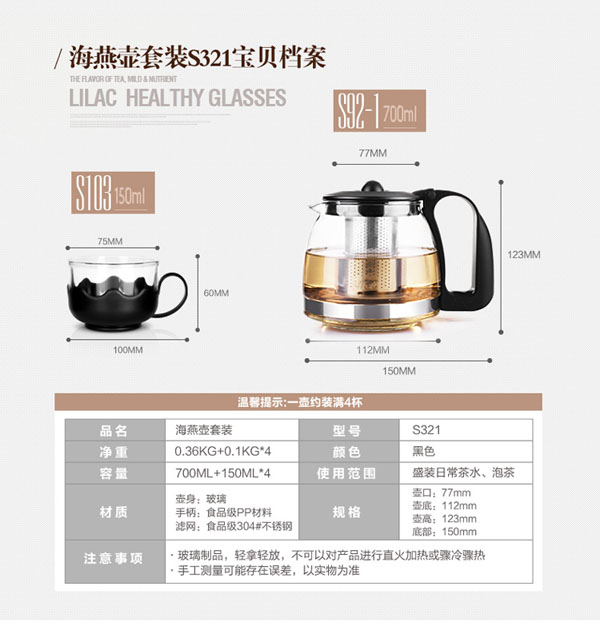 / 海燕壶套装S321宝贝档案
THE FLAVOR OF TEA, MILD & NUTRIENT
LILAC HEALTHY GLASSES
S92-1 700ml
77MM
S103 150ml
75MM
123MM
60MM
100MM
112MM
150MM
温馨提示:一壶约装满4杯
品名 海燕壶套装 型号 S321
净重 0.36KG+0.1KG*4 颜色 黑色
容量 700ML+150ML*4 使用范围 盛装日常茶水、泡茶
材质 壶身:玻璃
手柄:食品级PP材料
滤网:食品级304#不锈钢
规格 壶口:77mm
壶底:112mm
壶高:123mm
底部:150mm
注意事项 · 玻璃制品，轻拿轻放，不可以对产品进行直火加热或骤冷骤热
· 手工测量可能存在误差，以实物为准